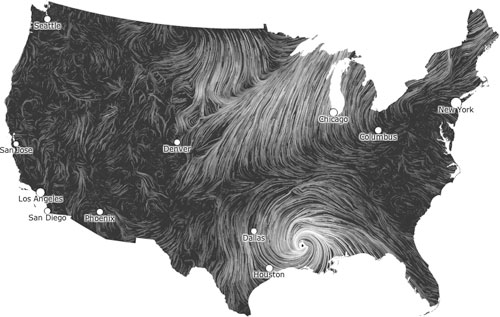 Seattle
New York
Chicago
Columbus
Denver
San Jose
Los Angeles
San Diego
Phoenix
Dallas
Houston